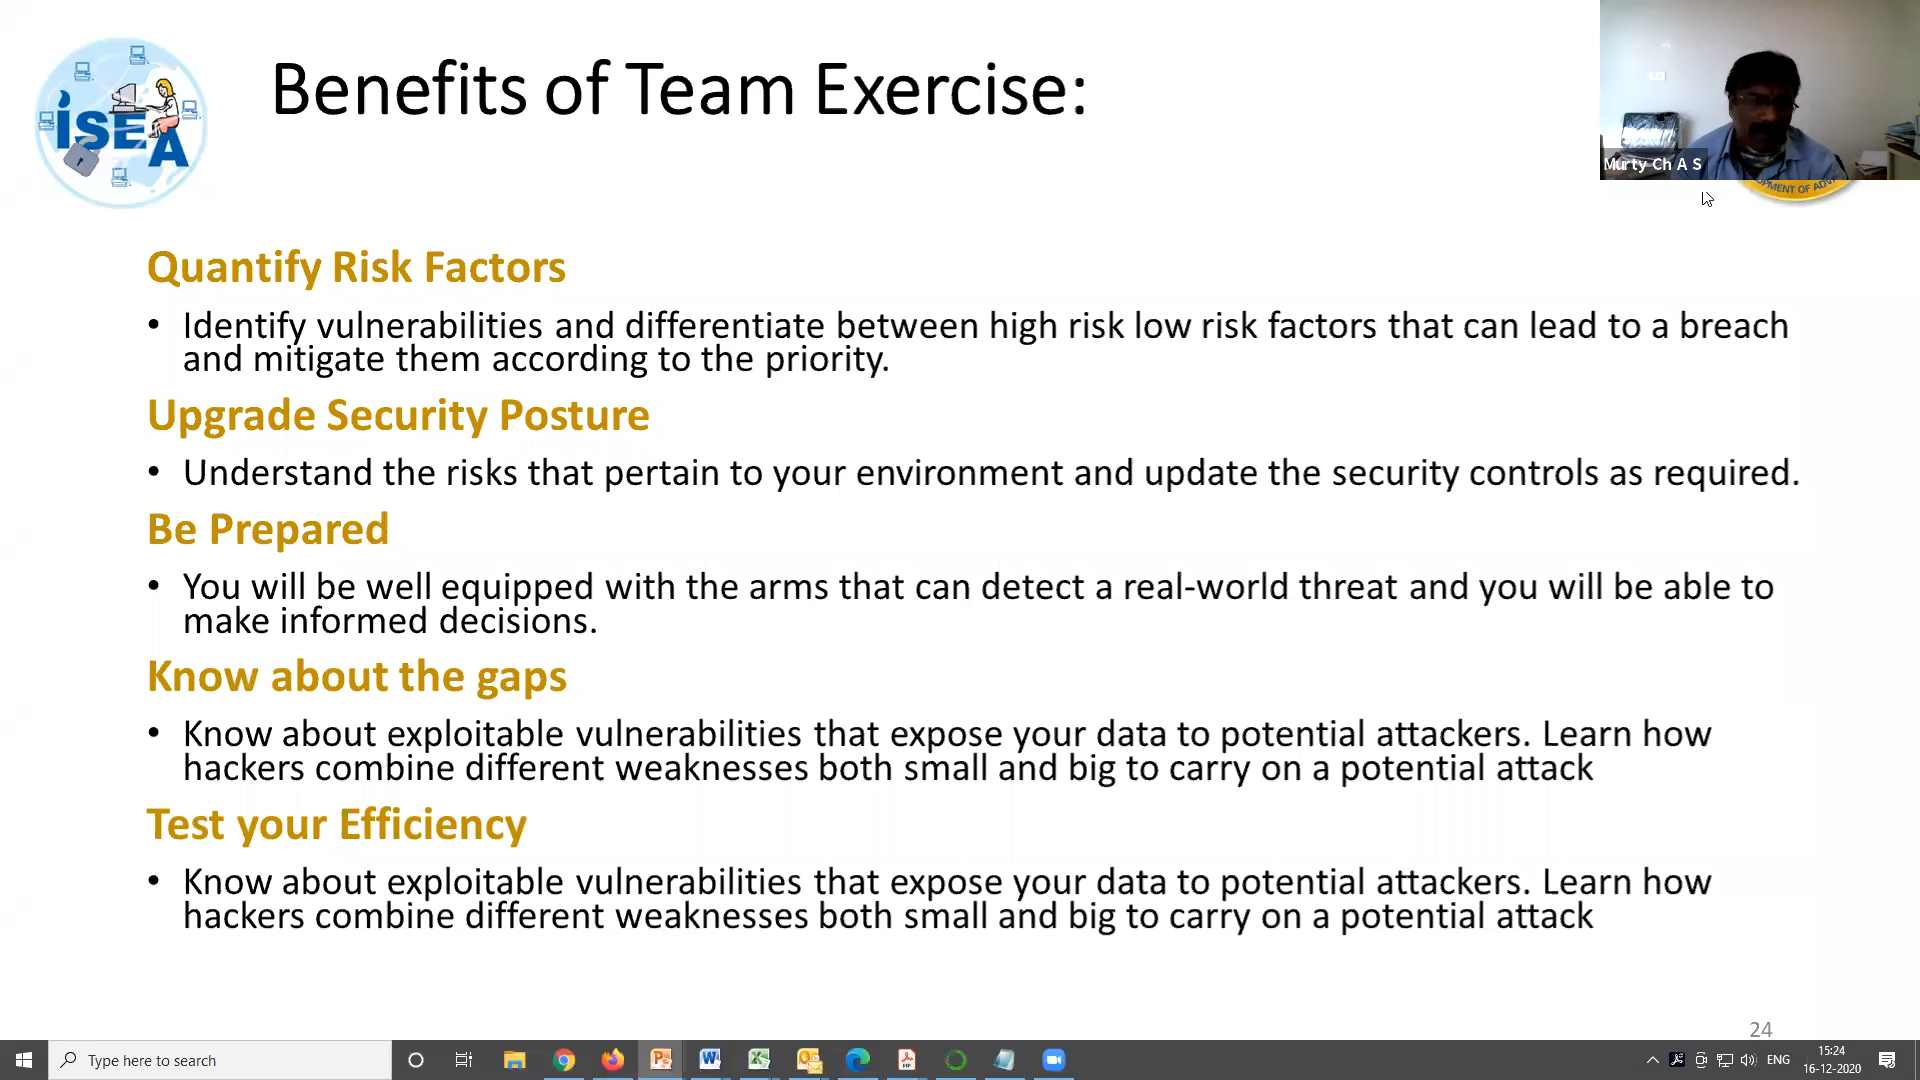 iSEA
Benefits of Team Exercise:
Murty Ch A S
OPMENT OF ADV
Quantify Risk Factors
• Identify vulnerabilities and differentiate between high risk low risk factors that can lead to a breach
and mitigate them according to the priority.
Upgrade Security Posture
• Understand the risks that pertain to your environment and update the security controls as required.
Be Prepared
• You will be well equipped with the arms that can detect a real-world threat and you will be able to
make informed decisions.
Know about the gaps
• Know about exploitable vulnerabilities that expose your data to potential attackers. Learn how
hackers combine different weaknesses both small and big to carry on a potential attack
Test your Efficiency
• Know about exploitable vulnerabilities that expose your data to potential attackers. Learn how
hackers combine different weaknesses both small and big to carry on a potential attack
24
Type here to search
ENG
15:24
16-12-2020